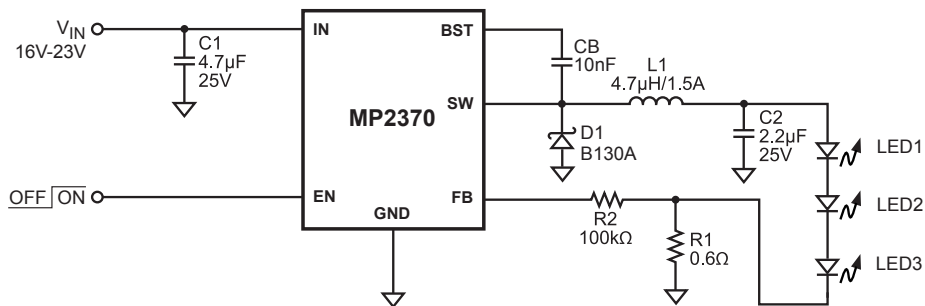 V_IN
16V-23V
C1
4.7µF
25V
IN
BST
CB
10nF
L1
4.7µH/1.5A
SW
MP2370
D1
B130A
C2
2.2µF
25V
LED1
OFF ON
EN
FB
GND
R2
100kΩ
R1
0.6Ω
LED2
LED3